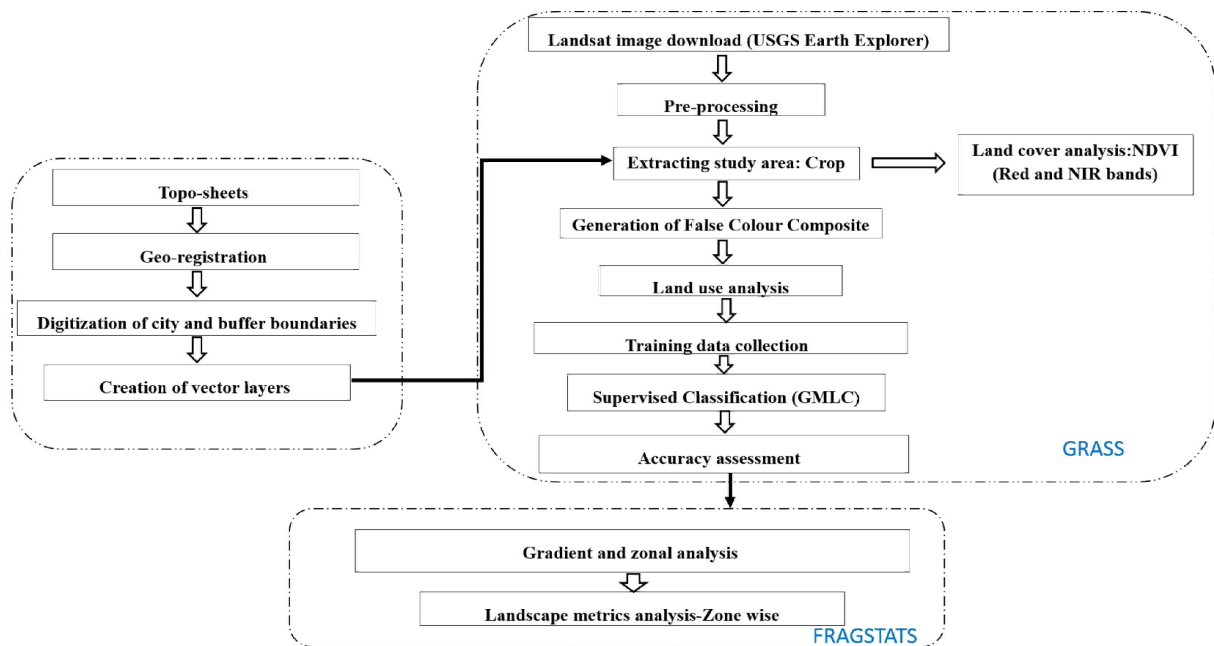 Topo-sheets
Geo-registration
Digitization of city and buffer boundaries
Creation of vector layers
Landsat image download (USGS Earth Explorer)
Pre-processing
Extracting study area: Crop
Land cover analysis:NDVI
(Red and NIR bands)
Generation of False Colour Composite
Land use analysis
Training data collection
Supervised Classification (GMLC)
Accuracy assessment
GRASS
Gradient and zonal analysis
Landscape metrics analysis-Zone wise
FRAGSTATS